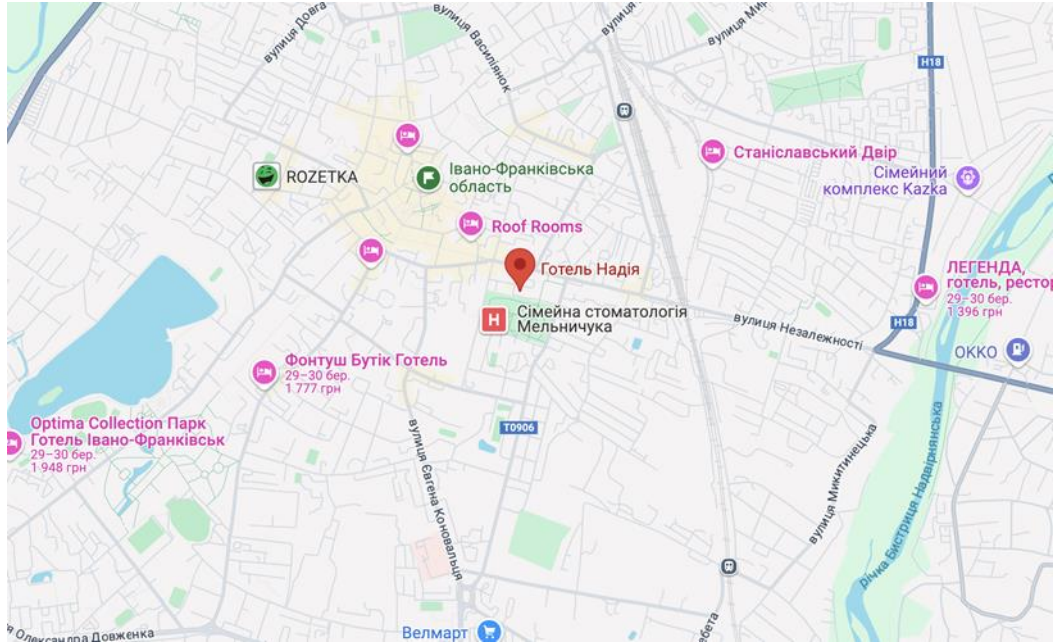 вулиця Довга
вулиця Василіянок
вулиця Ми
H18
Станіславський Двір
Сімейний
комплекс Kazka
ROZETKA
Івано-Франківська
область
Roof Rooms
Готель Надія
ЛЕГЕНДА,
готель, рестор
29–30 бер.
1 396 грн
H
Сімейна стоматологія
Мельничука
вулиця Незалежності
H18
ОККО
Фонтуш Бутік Готель
29–30 бер.
1 777 грн
Optima Collection Парк
Готель Івано-Франківськ
29–30 бер.
1 948 грн
T0906
вулиця Євгена Коновальця
вулиця Микитинецька
річка Бистриця Надвірнянська
я Олександра Довженка
Велмарт
ебета